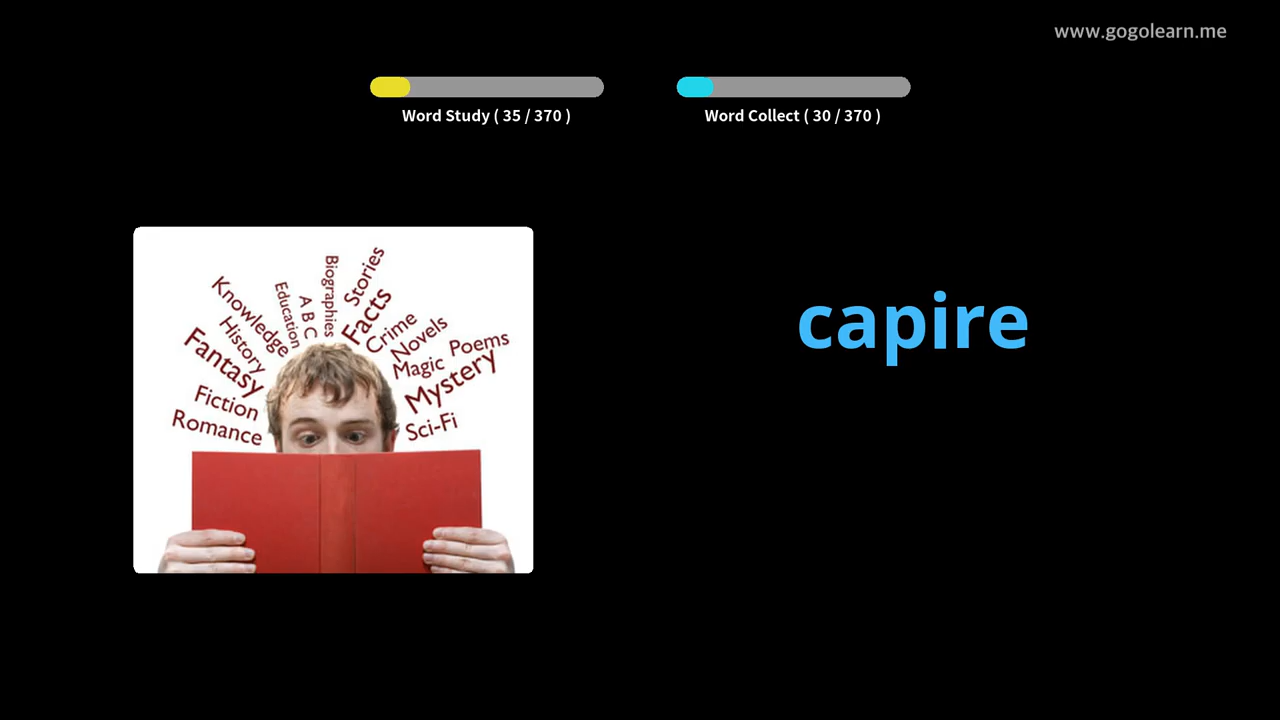 www.gogolearn.me
Word Study ( 35 / 370 )
Word Collect ( 30 / 370 )
capire
Knowledge
Education
A B C
Biographies
Stories
Facts
Crime
Novels
Poems
Magic
Mystery
Sci-Fi
History
Fantasy
Fiction
Romance